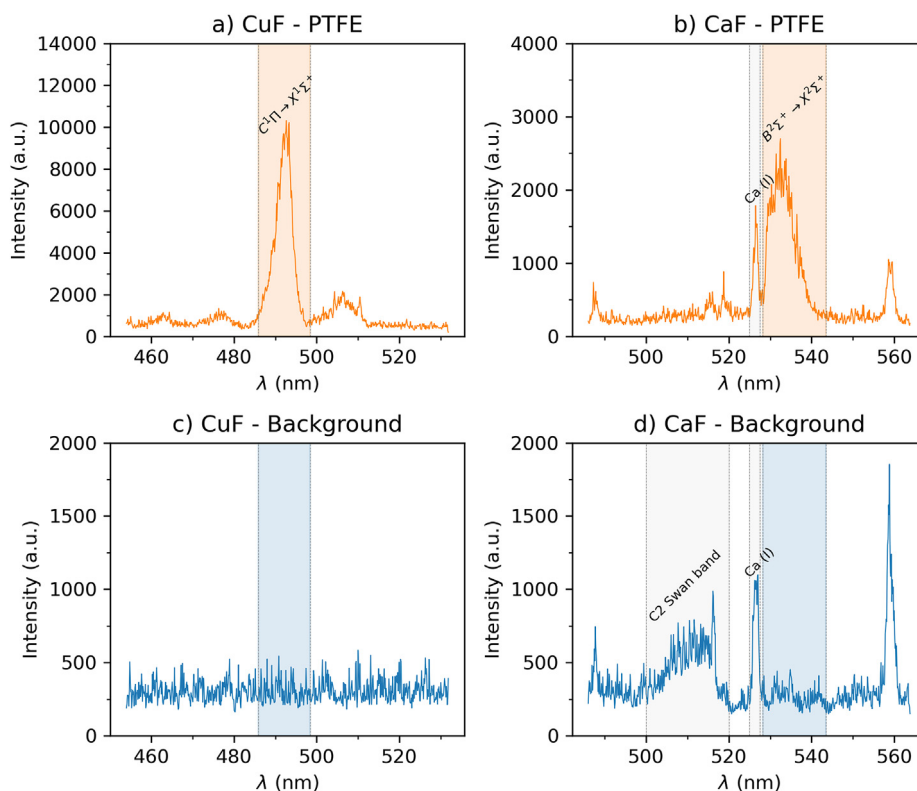 a) CuF - PTFE
14000
12000
10000
8000
6000
4000
2000
0
Intensity (a.u.)
C¹Π→X¹Σ⁺
460
480
500
520
λ (nm)
b) CaF - PTFE
4000
3000
2000
1000
0
Intensity (a.u.)
Ca (I)
B²Σ⁺→X²Σ⁺
500
520
540
560
λ (nm)
c) CuF - Background
2000
1500
1000
500
0
Intensity (a.u.)
460
480
500
520
λ (nm)
d) CaF - Background
2000
1500
1000
500
0
Intensity (a.u.)
C2 Swan band
Ca (I)
500
520
540
560
λ (nm)